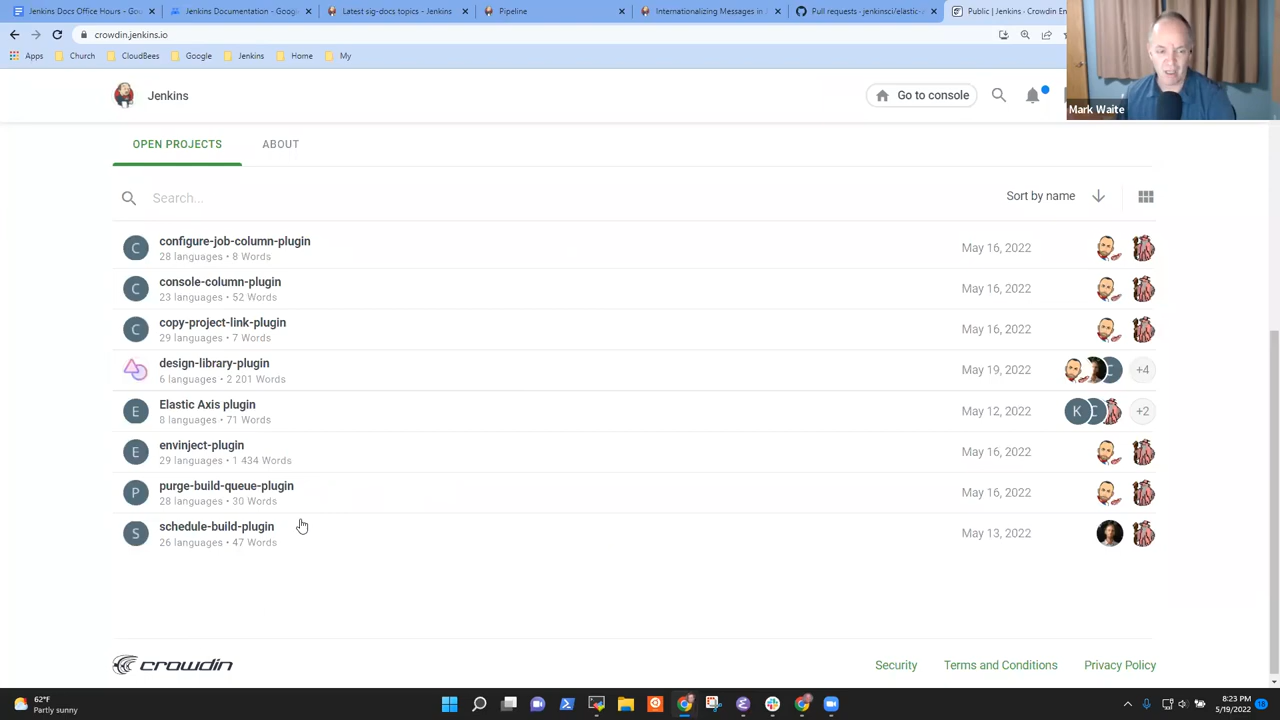 Jenkins Docs Office Hours - Goo
Jenkins Documentation - Google
Latest sig-docs topics - Jenkins
Pipeline
Internationalizing Messages in J
Pull requests · jenkinsci/elastic-
Public | Jenkins Crowdin En
crowdin.jenkins.io
Apps
Church
CloudBees
Google
Jenkins
Home
My
Mark Waite
Jenkins
Go to console
OPEN PROJECTS
ABOUT
Search...
Sort by name
C
configure-job-column-plugin
28 languages • 8 Words
May 16, 2022
C
console-column-plugin
23 languages • 52 Words
May 16, 2022
C
copy-project-link-plugin
29 languages • 7 Words
May 16, 2022
design-library-plugin
6 languages • 2 201 Words
May 19, 2022
C
+4
E
Elastic Axis plugin
8 languages • 71 Words
May 12, 2022
K
C
+2
E
envinject-plugin
29 languages • 1 434 Words
May 16, 2022
P
purge-build-queue-plugin
28 languages • 30 Words
May 16, 2022
S
schedule-build-plugin
26 languages • 47 Words
May 13, 2022
crowdin
Security
Terms and Conditions
Privacy Policy
62°F
Partly sunny
8:23 PM
5/19/2022